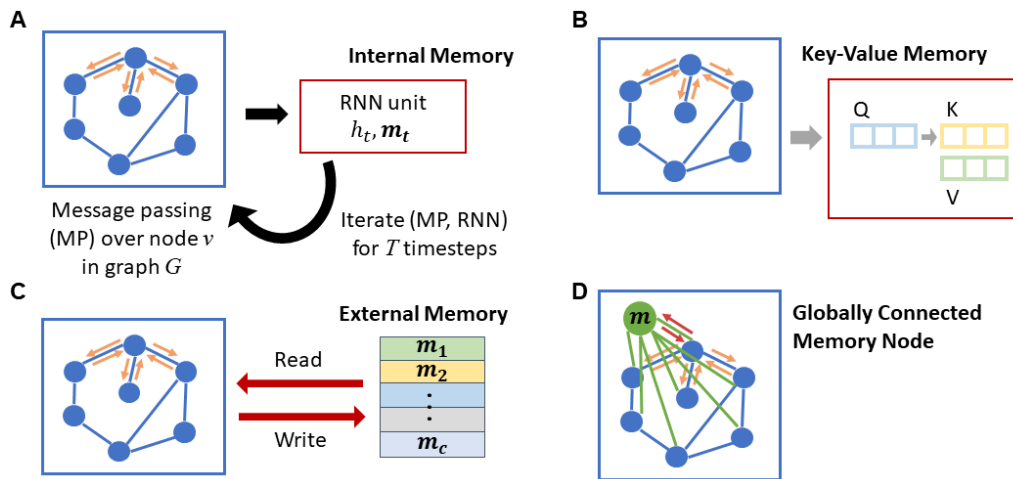 A
Internal Memory
RNN unit
h_t, m_t
Message passing
(MP) over node v
in graph G
Iterate (MP, RNN)
for T timesteps
B
Key-Value Memory
Q
K
V
C
External Memory
Read
Write
m_1
m_2
⋮
m_c
D
m
Globally Connected
Memory Node